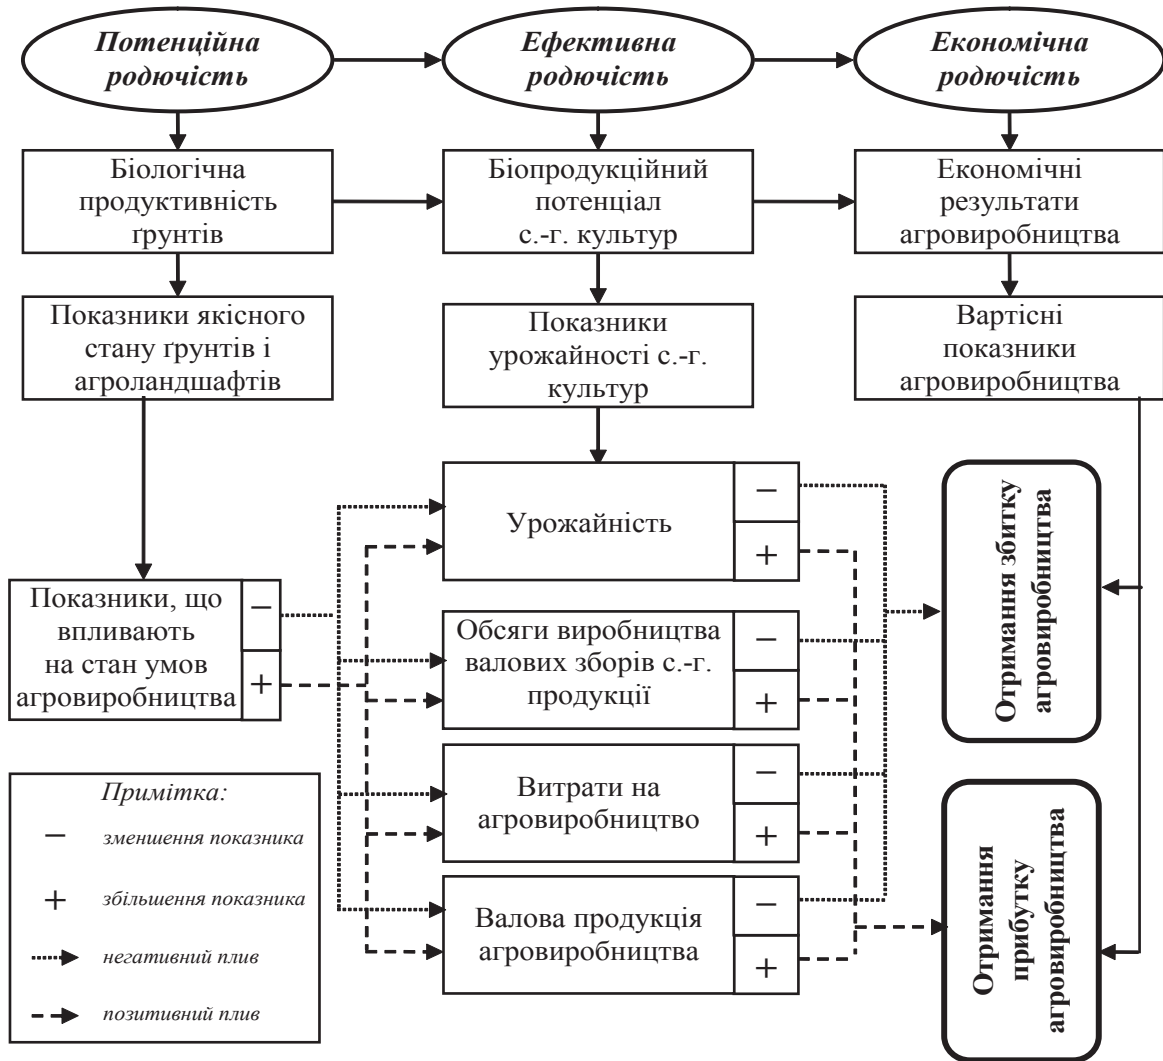 Потенційна
родючість
Ефективна
родючість
Економічна
родючість
Біологічна
продуктивність
ґрунтів
Біопродукційний
потенціал
с.-г. культур
Економічні
результати
агровиробництва
Показники якісного
стану ґрунтів і
агроландшафтів
Показники
урожайності с.-г.
культур
Вартісні
показники
агровиробництва
Показники, що
впливають
на стан умов
агровиробництва
−
+
Урожайність
−
+
Обсяги виробництва
валових зборів с.-г.
продукції
−
+
Витрати на
агровиробництво
−
+
Валова продукція
агровиробництва
−
+
Отримання збитку
агровиробництва
Отримання
прибутку
агровиробництва
Примітка:
− зменшення показника
+ збільшення показника
негативний плив
позитивний плив